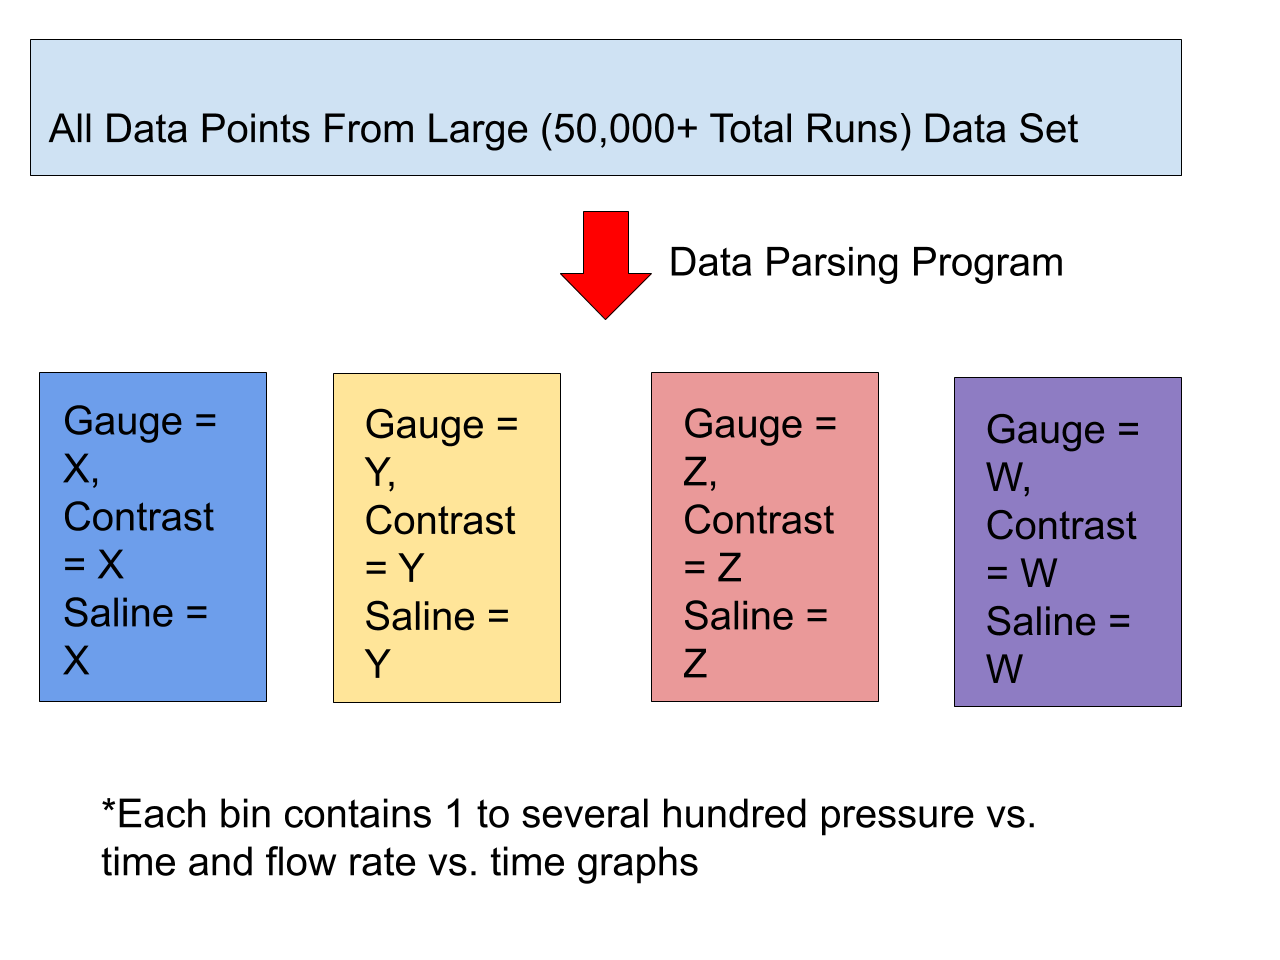 All Data Points From Large (50,000+ Total Runs) Data Set
Data Parsing Program
Gauge =
X,
Contrast
= X
Saline =
X
Gauge =
Y,
Contrast
= Y
Saline =
Y
Gauge =
Z,
Contrast
= Z
Saline =
Z
Gauge =
W,
Contrast
= W
Saline =
W
*Each bin contains 1 to several hundred pressure vs.
time and flow rate vs. time graphs